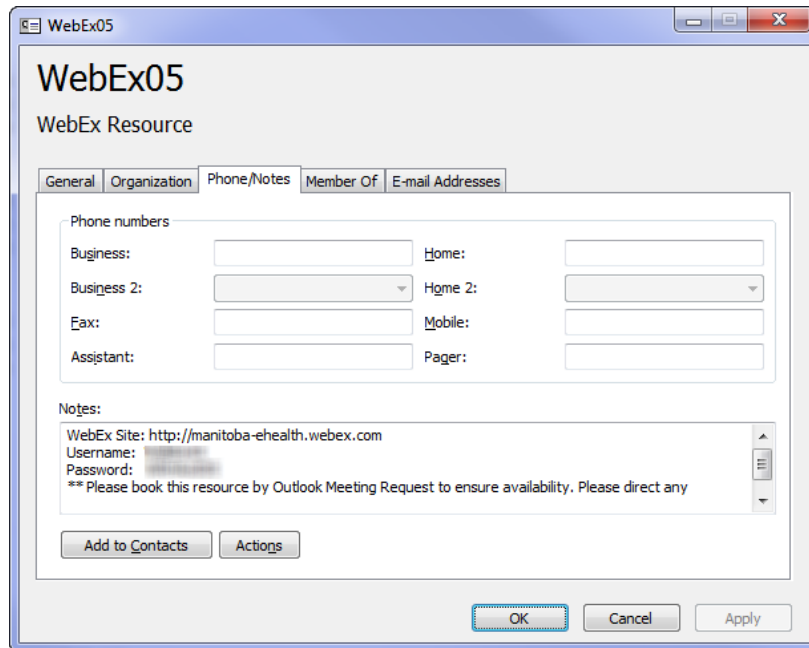 WebEx05
WebEx05
WebEx Resource
General Organization Phone/Notes Member Of E-mail Addresses
Phone numbers
Business: Home:
Business 2: Home 2:
Fax: Mobile:
Assistant: Pager:
Notes:
WebEx Site: http://manitoba-ehealth.webex.com
Username:
Password:
** Please book this resource by Outlook Meeting Request to ensure availability. Please direct any
Add to Contacts Actions
OK Cancel Apply